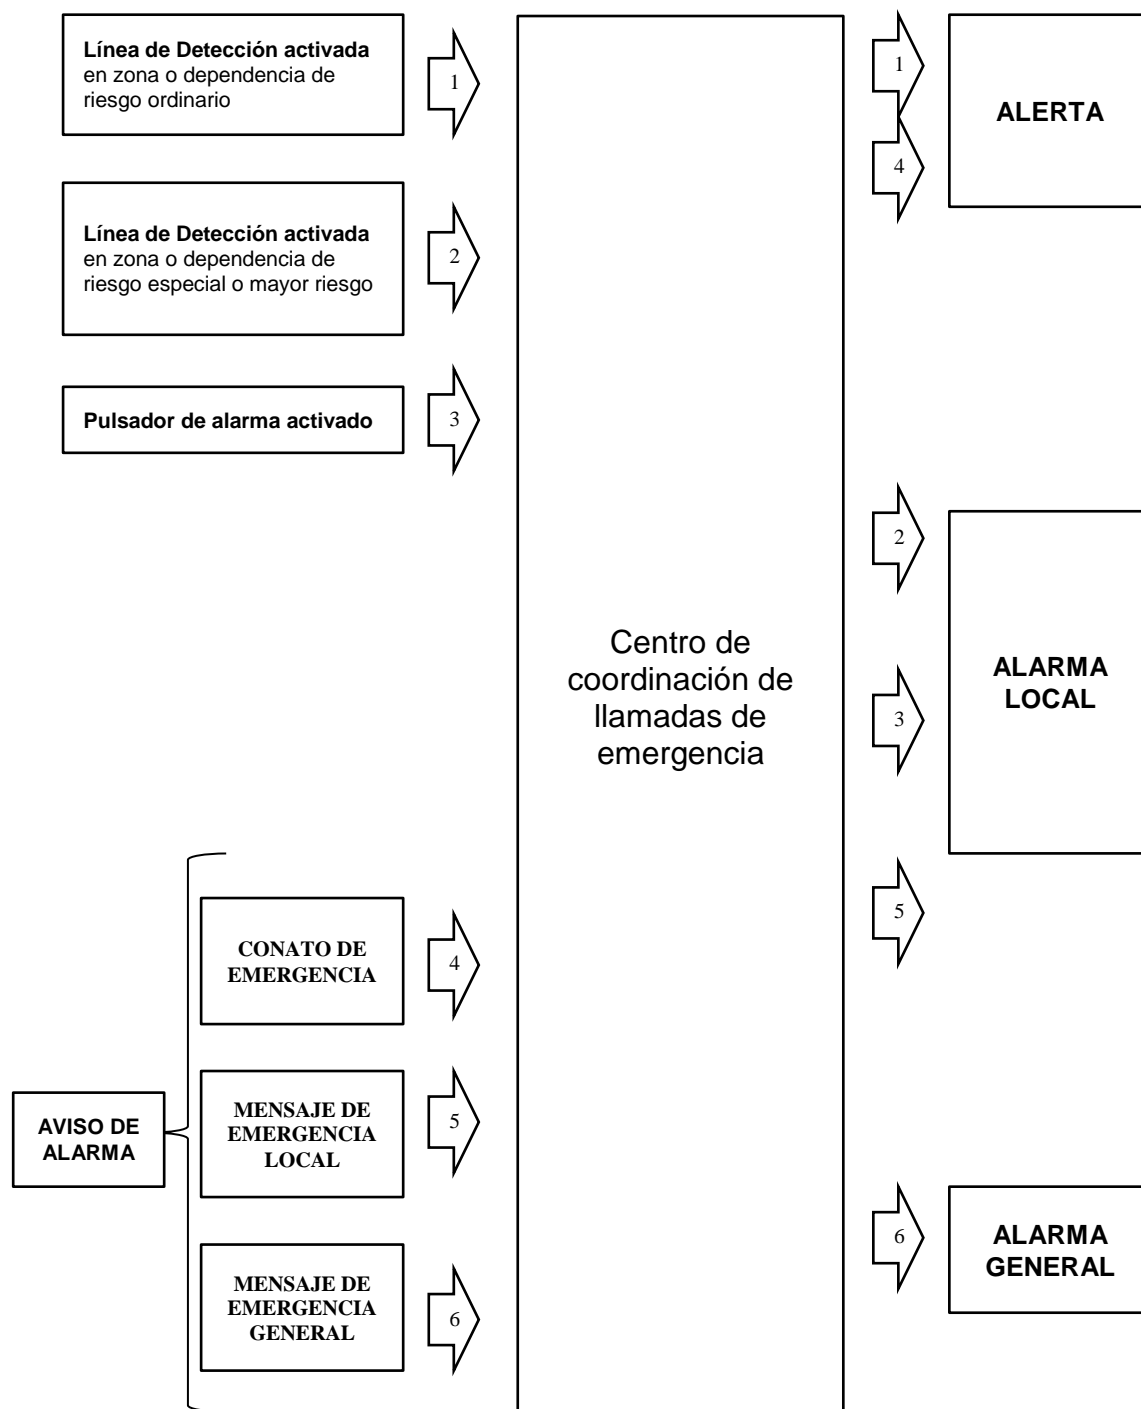 Línea de Detección activada
en zona o dependencia de
riesgo ordinario
1
1
4
ALERTA
Línea de Detección activada
en zona o dependencia de
riesgo especial o mayor riesgo
2
Pulsador de alarma activado
3
Centro de
coordinación de
llamadas de
emergencia
2
3
5
ALARMA
LOCAL
AVISO DE
ALARMA
CONATO DE
EMERGENCIA
4
MENSAJE DE
EMERGENCIA
LOCAL
5
MENSAJE DE
EMERGENCIA
GENERAL
6
6
ALARMA
GENERAL